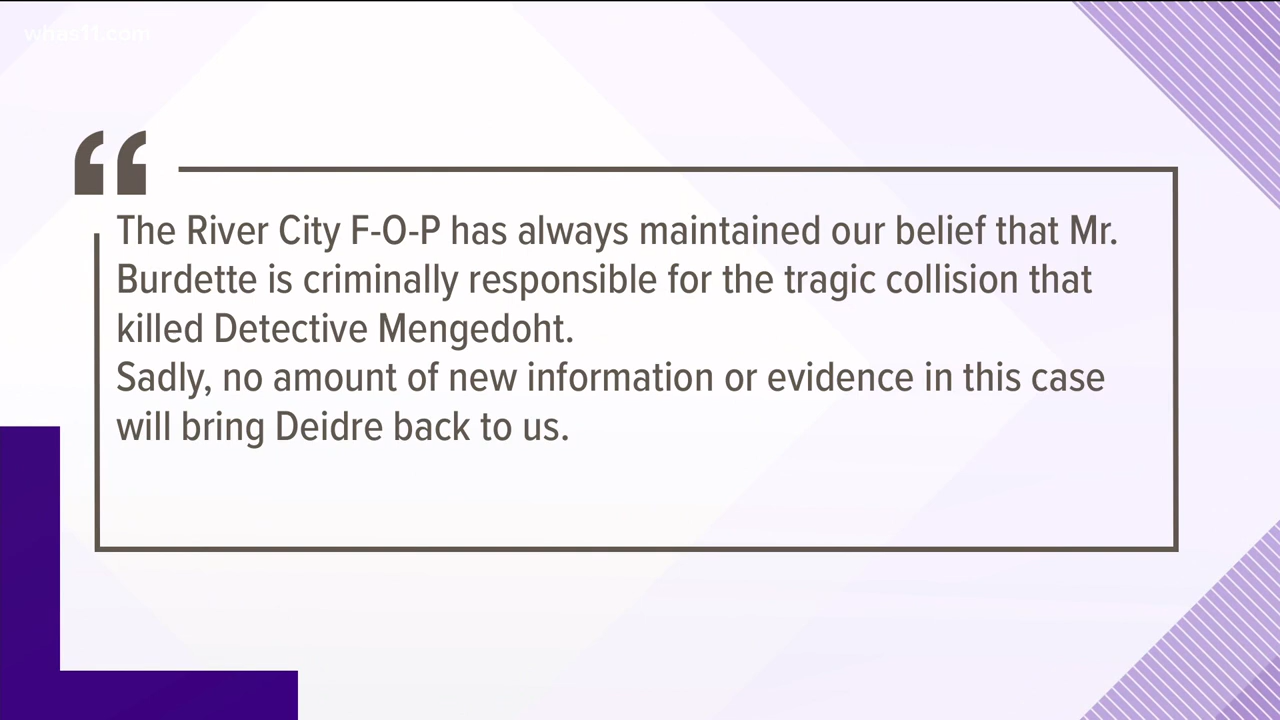 whas11.com
“
The River City F-O-P has always maintained our belief that Mr.
Burdette is criminally responsible for the tragic collision that
killed Detective Mengedoht.
Sadly, no amount of new information or evidence in this case
will bring Deidre back to us.